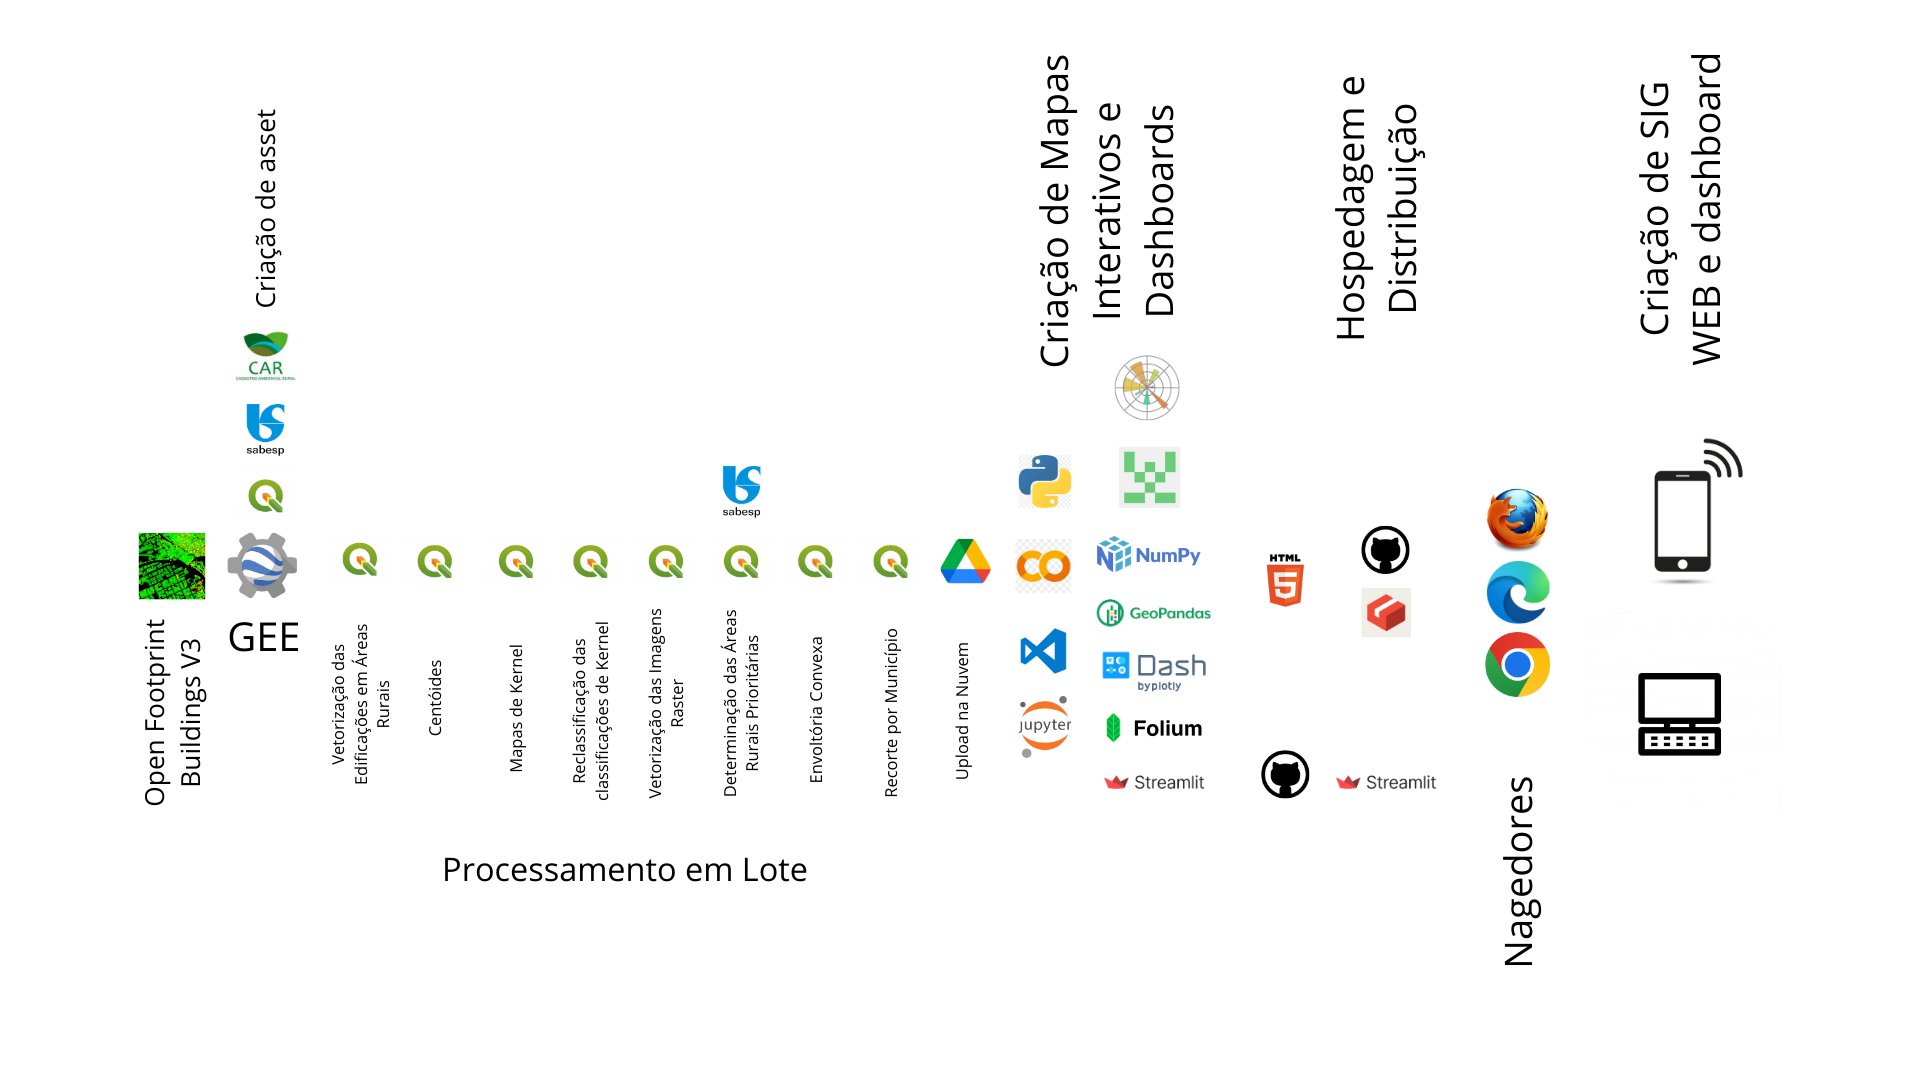 Open Footprint
Buildings V3
Criação de asset
CAR
CADASTRO AMBIENTAL RURAL
sabesp
GEE
Vetorização das
Edificações em Áreas
Rurais
Centóides
Mapas de Kernel
Reclassificação das
classificações de Kernel
Vetorização das Imagens
Raster
sabesp
Determinação das Áreas
Rurais Prioritárias
Envoltória Convexa
Recorte por Município
Upload na Nuvem
Processamento em Lote
Criação de Mapas
Interativos e
Dashboards
jupyter
NumPy
GeoPandas
Dash
by plotly
Folium
Streamlit
Hospedagem e
Distribuição
HTML
5
Streamlit
Nagedores
Criação de SIG
WEB e dashboard